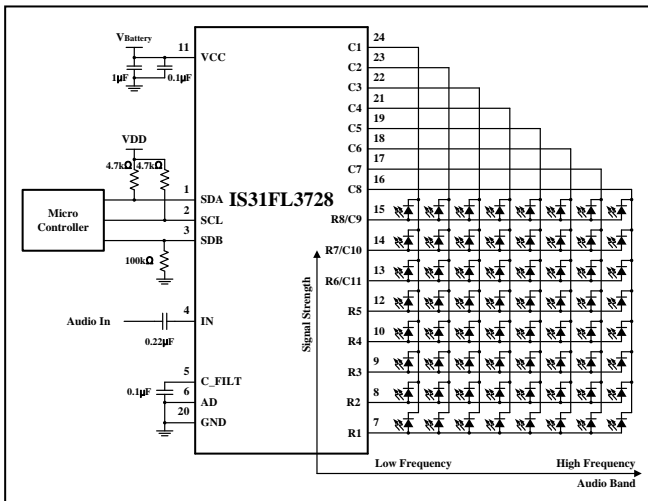 VBattery
11
VCC
1µF
0.1µF
VDD
4.7kΩ
4.7kΩ
Micro
Controller
1
SDA
2
SCL
3
SDB
100kΩ
Audio In
0.22µF
4
IN
5
C_FILT
0.1µF
6
AD
20
GND
IS31FL3728
24
C1
23
C2
22
C3
21
C4
19
C5
18
C6
17
C7
16
C8
15
R8/C9
14
R7/C10
13
R6/C11
12
R5
10
R4
9
R3
8
R2
7
R1
Signal Strength
Low Frequency
High Frequency
Audio Band